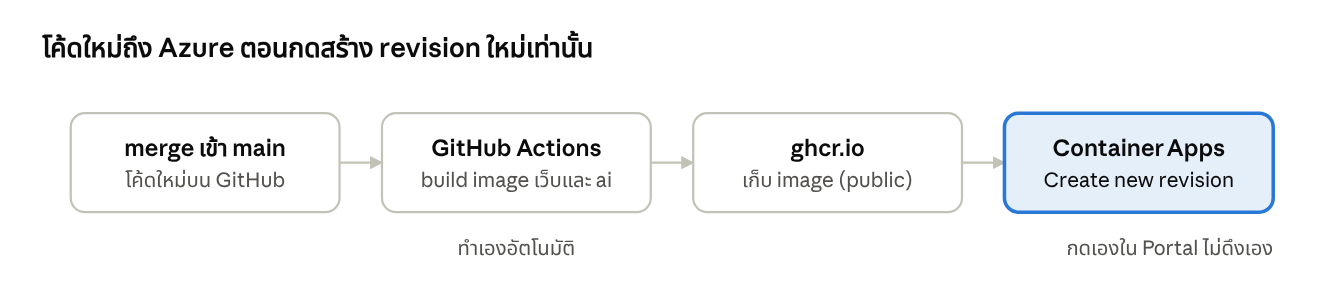 โค้ดใหม่ถึง Azure ตอนกดสร้าง revision ใหม่เท่านั้น
merge เข้า main
โค้ดใหม่บน GitHub
GitHub Actions
build image เว็บและ ai
ghcr.io
เก็บ image (public)
Container Apps
Create new revision
ทำเองอัตโนมัติ
กดเองใน Portal ไม่ดึงเอง